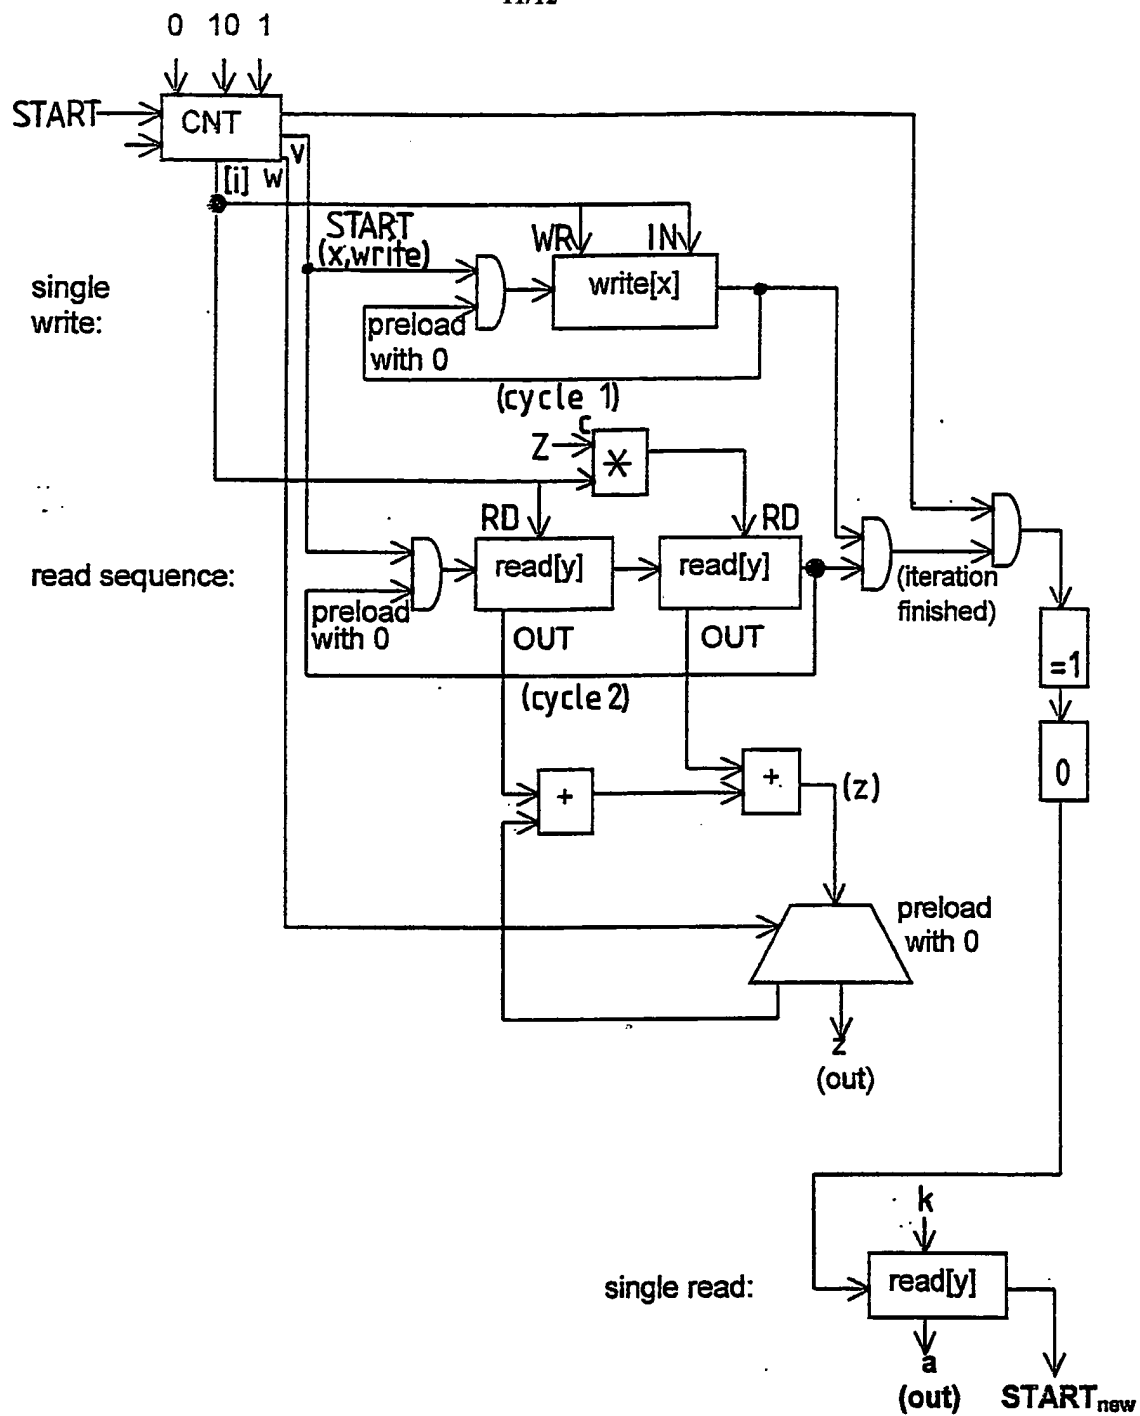 11/12
0 10 1
START
CNT
v
[i] w
START
(x,write)
WR IN
write[x]
single
write:
preload
with 0
(cycle 1)
c
Z
*
RD
RD
read[y]
read[y]
read sequence:
(iteration
finished)
preload
with 0
OUT
OUT
=1
(cycle 2)
0
+
+
(z)
preload
with 0
z
(out)
k
single read:
read[y]
a
(out)
STARTnew